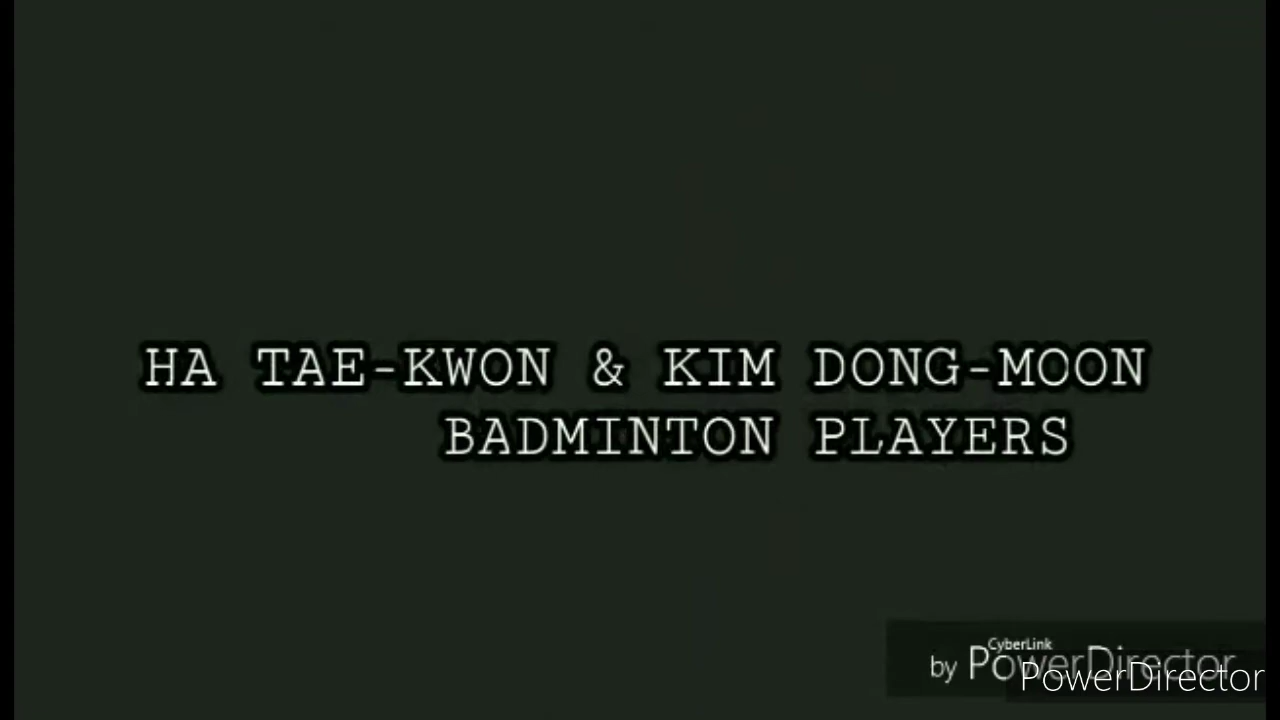 HA TAE-KWON & KIM DONG-MOON
BADMINTON PLAYERS
CyberLink
by PowerDirector
PowerDirector